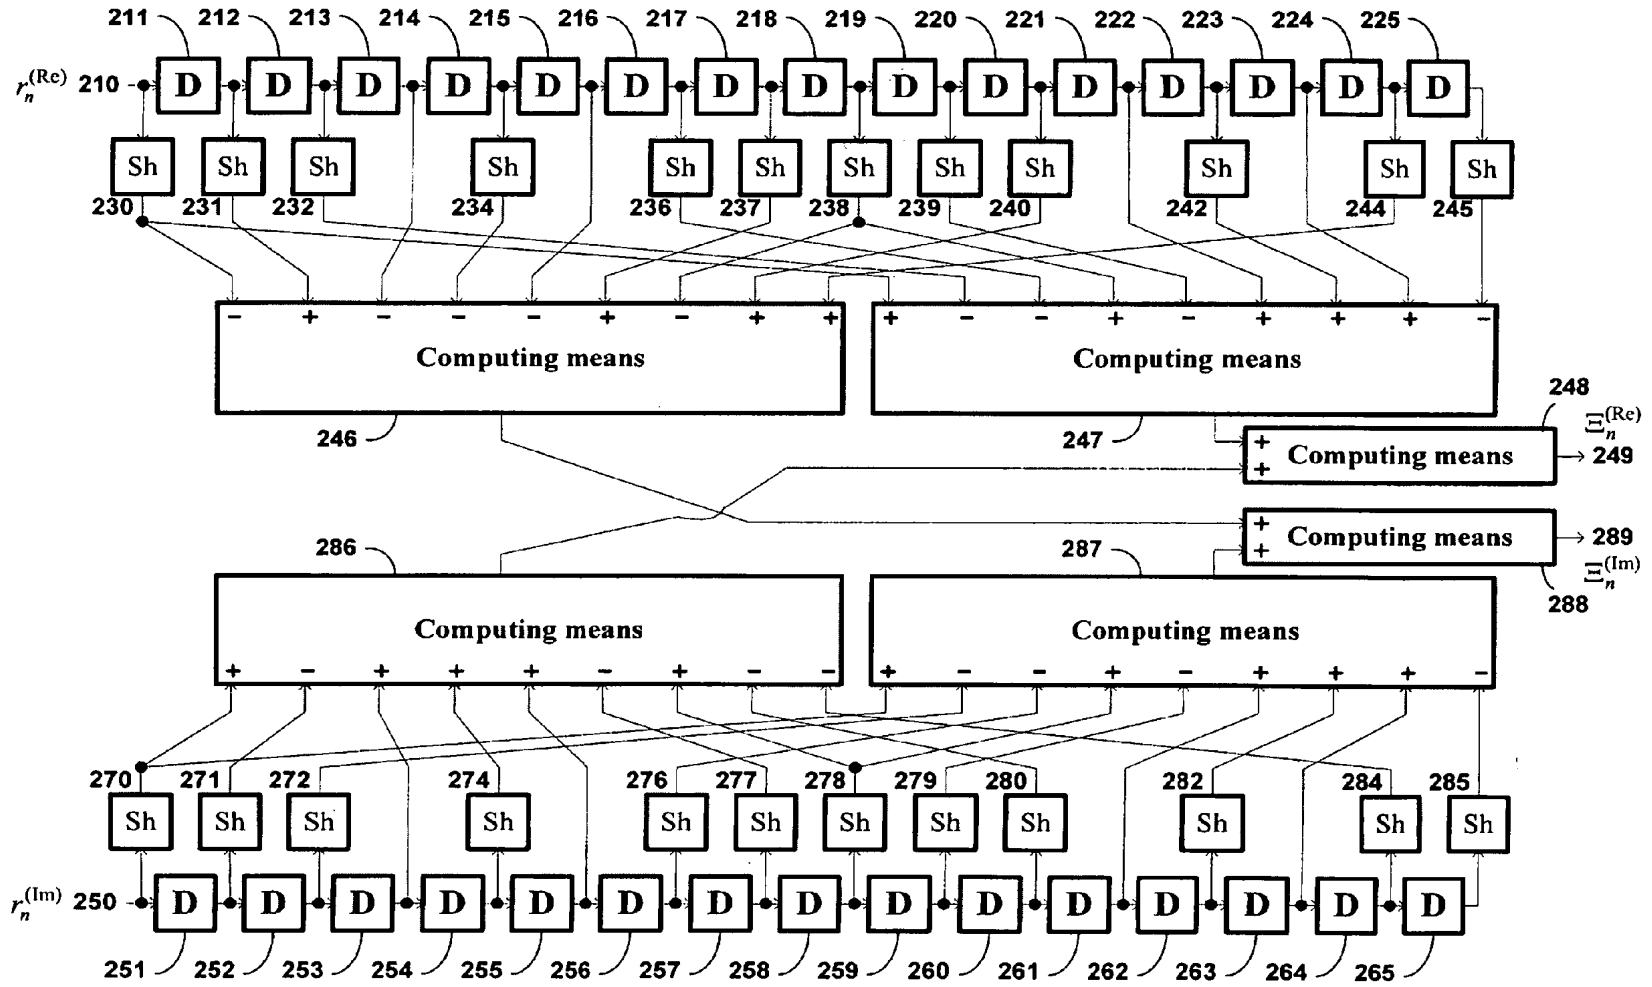 211 212 213 214 215 216 217 218 219 220 221 222 223 224 225
r_n^(Re) 210 D D D D D D D D D D D D D D D
Sh Sh Sh Sh Sh Sh Sh Sh Sh Sh Sh Sh
230 231 232 234 236 237 238 239 240 242 244 245
− + − − − + − + + + − − + − + + + −
Computing means Computing means
246 247 248
Ξ_n^(Re)
+ Computing means 249
+
+ Computing means 289
+
Ξ_n^(Im)
286 287 288
Computing means Computing means
+ − + + + − + − − + − − + − + + + −
270 271 272 274 276 277 278 279 280 282 284 285
Sh Sh Sh Sh Sh Sh Sh Sh Sh Sh Sh Sh
r_n^(Im) 250 D D D D D D D D D D D D D D D
251 252 253 254 255 256 257 258 259 260 261 262 263 264 265